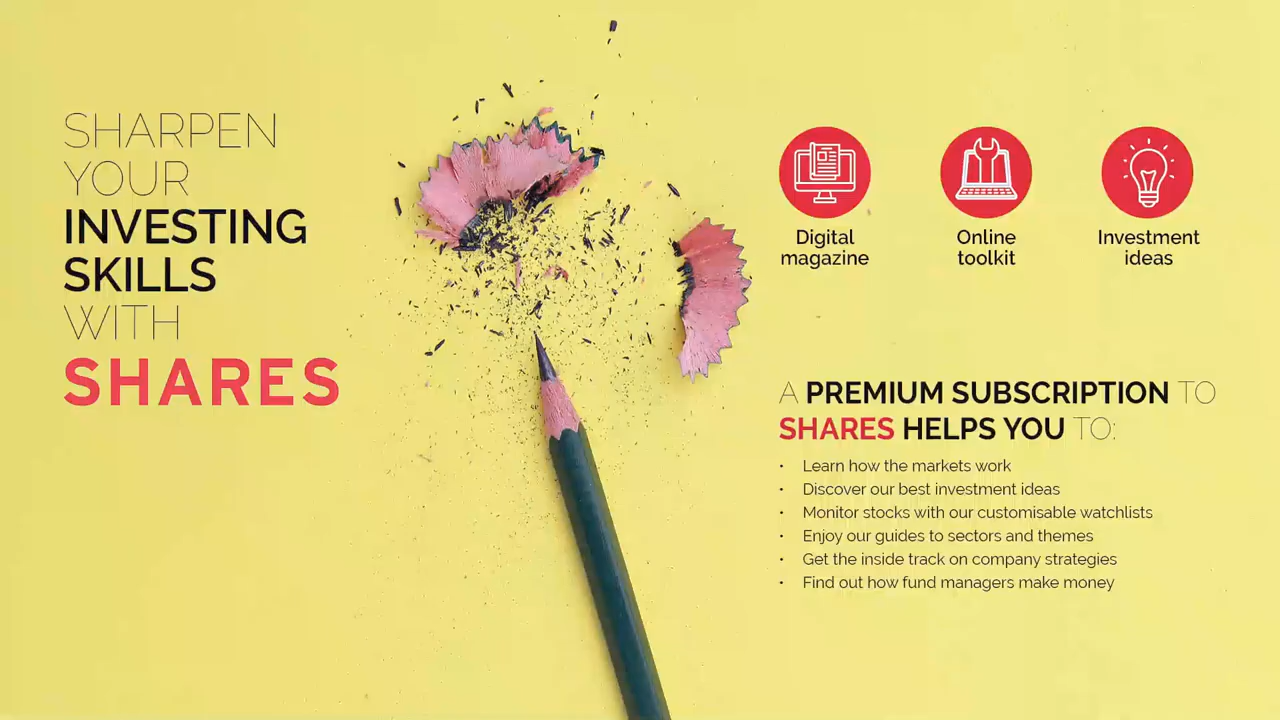 SHARPEN
YOUR
INVESTING
SKILLS
WITH
SHARES
Digital
magazine
Online
toolkit
Investment
ideas
A PREMIUM SUBSCRIPTION TO
SHARES HELPS YOU TO:
• Learn how the markets work
• Discover our best investment ideas
• Monitor stocks with our customisable watchlists
• Enjoy our guides to sectors and themes
• Get the inside track on company strategies
• Find out how fund managers make money